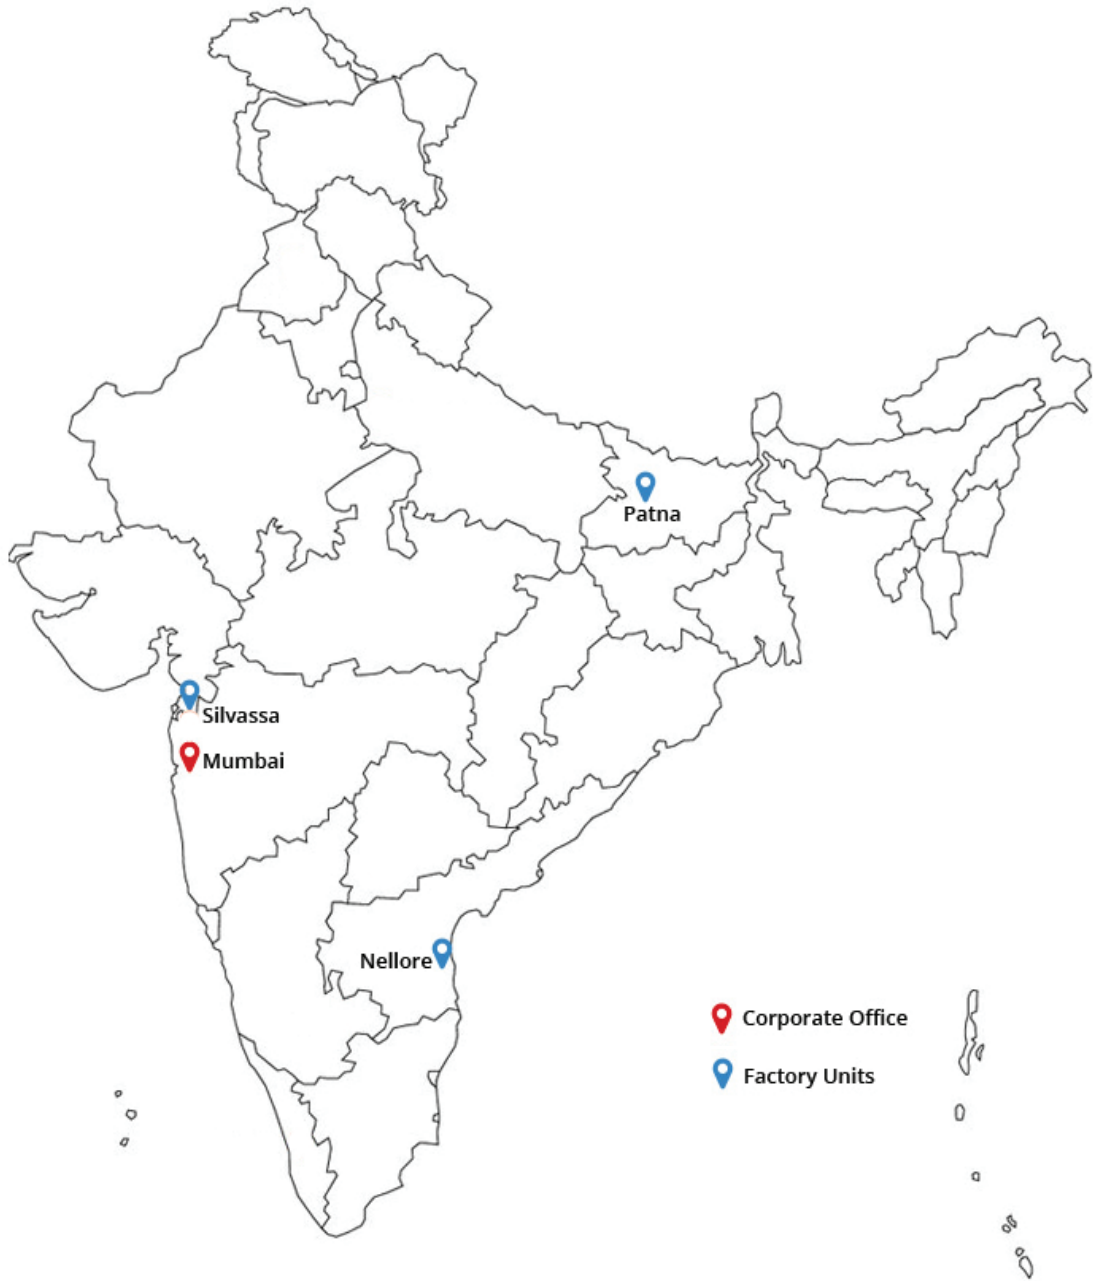 Patna
Silvassa
Mumbai
Nellore
Corporate Office
Factory Units